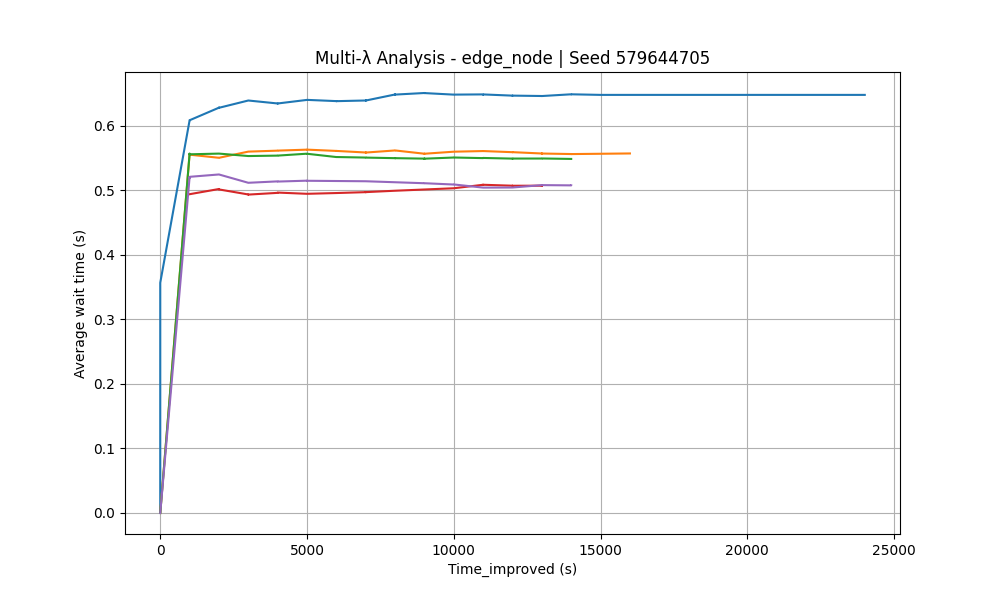 Multi-λ Analysis - edge_node | Seed 579644705
Average wait time (s)
0.6
0.5
0.4
0.3
0.2
0.1
0.0
0 5000 10000 15000 20000 25000
Time_improved (s)